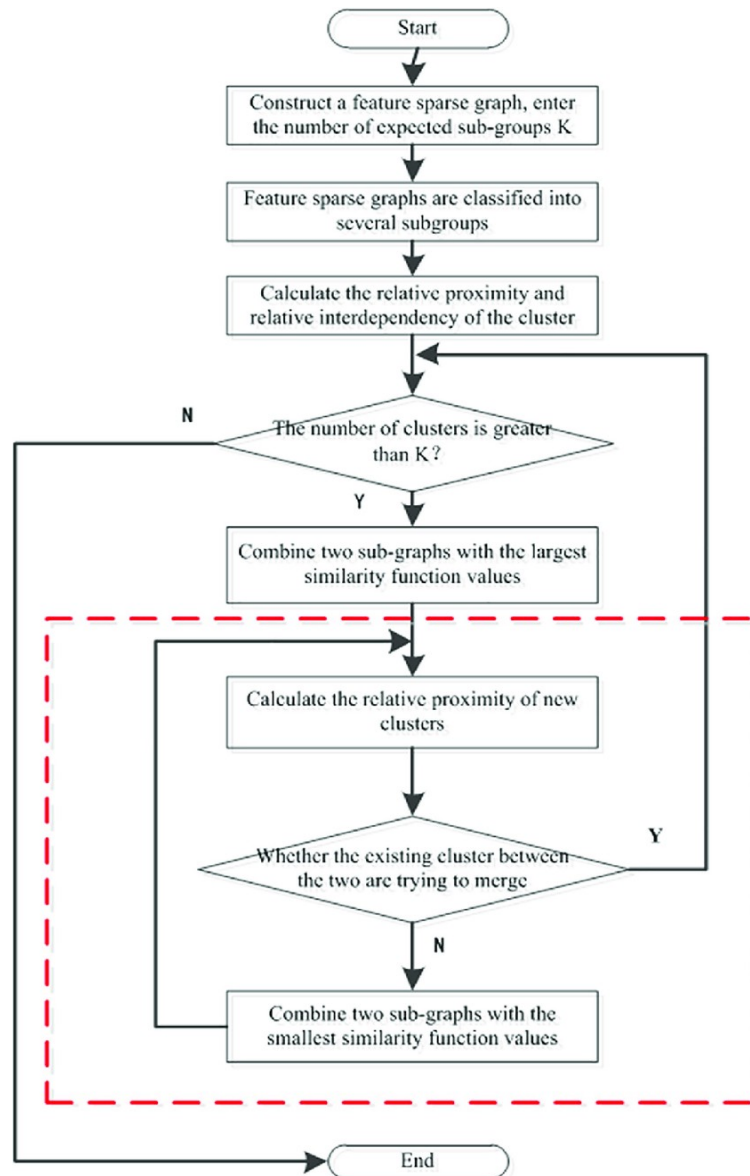 Start
Construct a feature sparse graph, enter
the number of expected sub-groups K
Feature sparse graphs are classified into
several subgroups
Calculate the relative proximity and
relative interdependency of the cluster
N
The number of clusters is greater
than K?
Y
Combine two sub-graphs with the largest
similarity function values
Calculate the relative proximity of new
clusters
Whether the existing cluster between
the two are trying to merge
Y
N
Combine two sub-graphs with the
smallest similarity function values
End